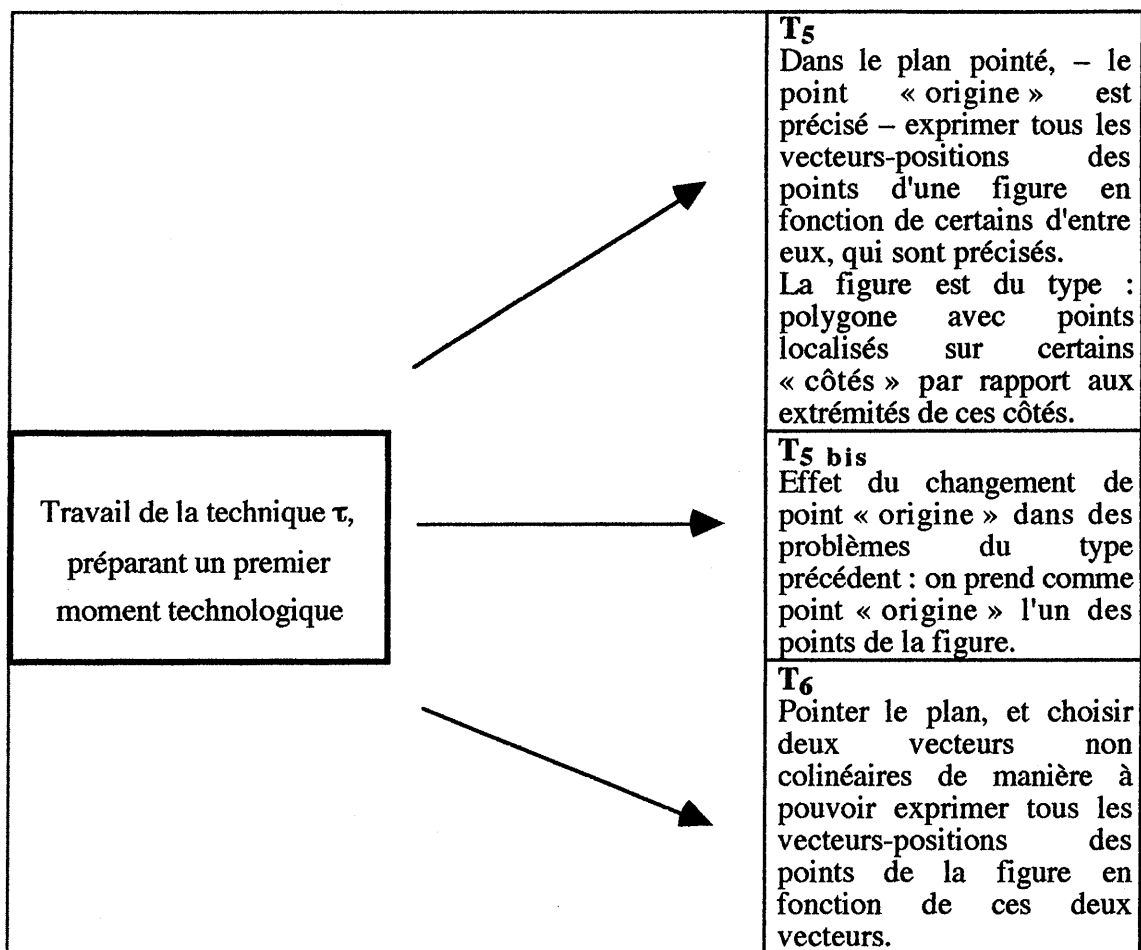 Travail de la technique τ,
préparant un premier
moment technologique
T5
Dans le plan pointé, – le
point « origine » est
précisé – exprimer tous les
vecteurs-positions des
points d'une figure en
fonction de certains d'entre
eux, qui sont précisés.
La figure est du type :
polygone avec points
localisés sur certains
« côtés » par rapport aux
extrémités de ces côtés.
T5 bis
Effet du changement de
point « origine » dans des
problèmes du type
précédent : on prend comme
point « origine » l'un des
points de la figure.
T6
Pointer le plan, et choisir
deux vecteurs non
colinéaires de manière à
pouvoir exprimer tous les
vecteurs-positions des
points de la figure en
fonction de ces deux
vecteurs.